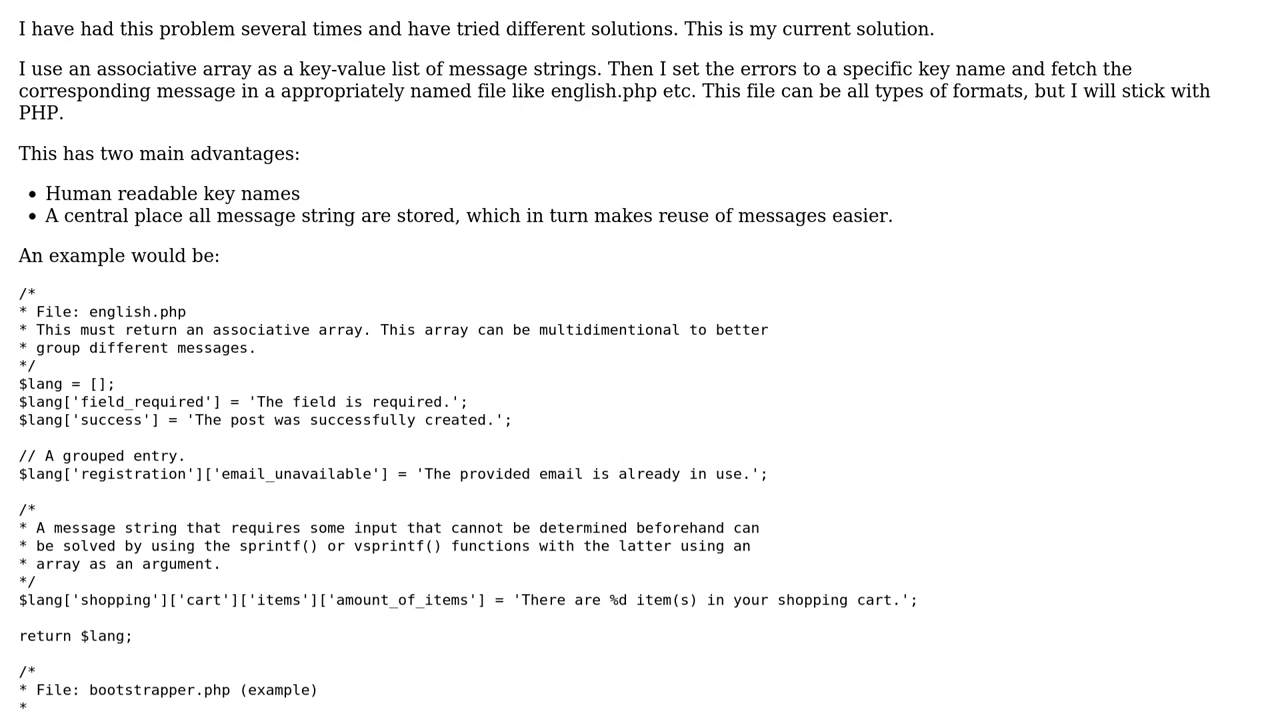 I have had this problem several times and have tried different solutions. This is my current solution.
I use an associative array as a key-value list of message strings. Then I set the errors to a specific key name and fetch the
corresponding message in a appropriately named file like english.php etc. This file can be all types of formats, but I will stick with
PHP.
This has two main advantages:
• Human readable key names
• A central place all message string are stored, which in turn makes reuse of messages easier.
An example would be:
/*
* File: english.php
* This must return an associative array. This array can be multidimentional to better
* group different messages.
*/
$lang = [];
$lang['field_required'] = 'The field is required.';
$lang['success'] = 'The post was successfully created.';
// A grouped entry.
$lang['registration']['email_unavailable'] = 'The provided email is already in use.';
/*
* A message string that requires some input that cannot be determined beforehand can
* be solved by using the sprintf() or vsprintf() functions with the latter using an
* array as an argument.
*/
$lang['shopping']['cart']['items']['amount_of_items'] = 'There are %d item(s) in your shopping cart.';
return $lang;
/*
* File: bootstrapper.php (example)
*